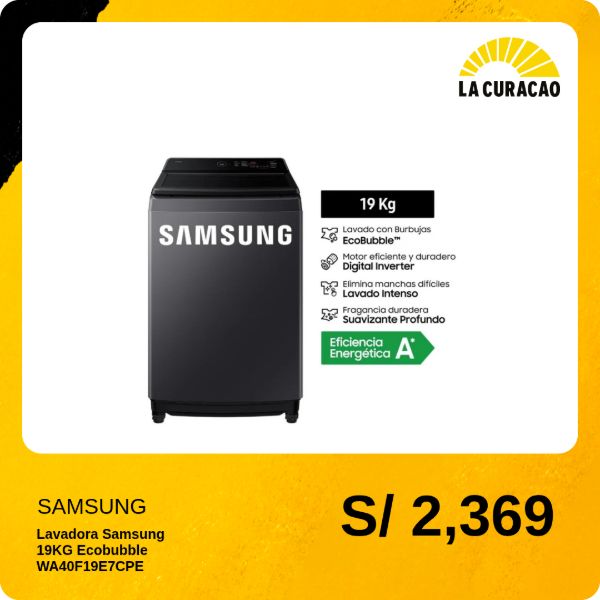 LA CURACAO
SAMSUNG
19 Kg
Lavado con Burbujas
EcoBubble™
Motor eficiente y duradero
Digital Inverter
Elimina manchas difíciles
Lavado Intenso
Fragancia duradera
Suavizante Profundo
Eficiencia
Energética A*
SAMSUNG
Lavadora Samsung
19KG Ecobubble
WA40F19E7CPE
S/ 2,369